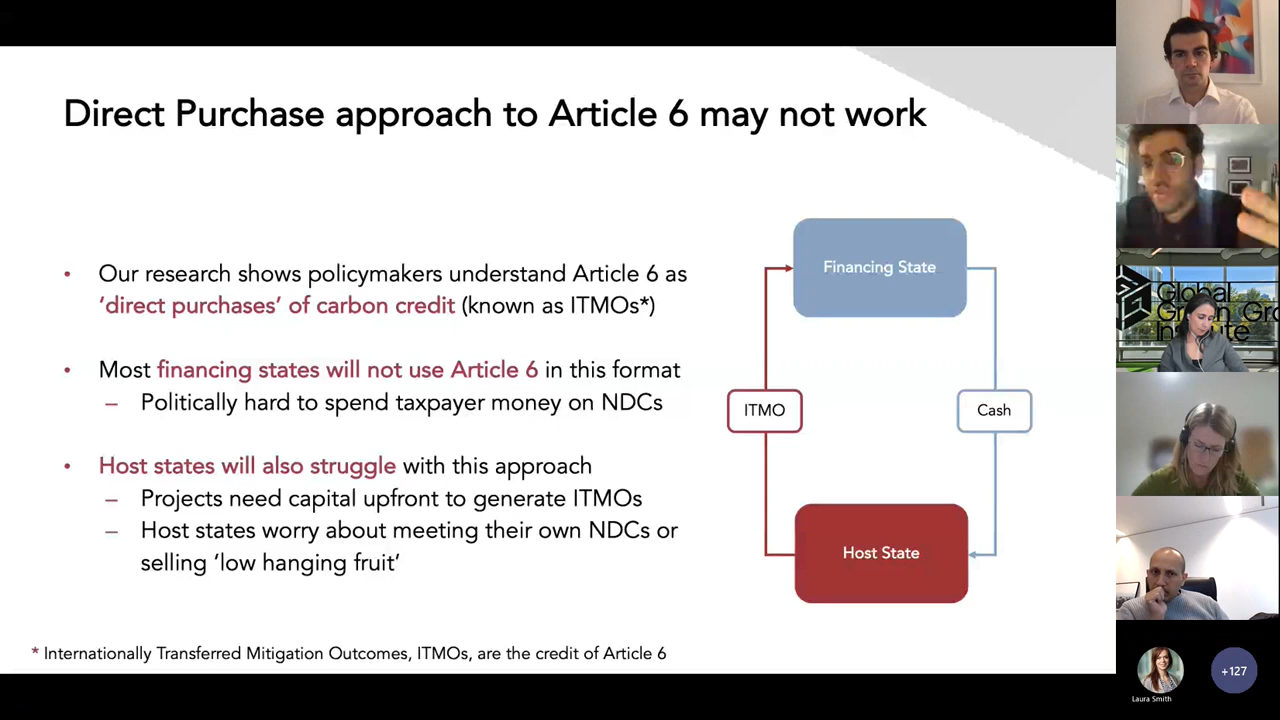 Direct Purchase approach to Article 6 may not work
• Our research shows policymakers understand Article 6 as
‘direct purchases’ of carbon credit (known as ITMOs*)
• Most financing states will not use Article 6 in this format
– Politically hard to spend taxpayer money on NDCs
• Host states will also struggle with this approach
– Projects need capital upfront to generate ITMOs
– Host states worry about meeting their own NDCs or
selling ‘low hanging fruit’
Financing State
ITMO
Cash
Host State
* Internationally Transferred Mitigation Outcomes, ITMOs, are the credit of Article 6
Global
Green Gro
Institute
Laura Smith
+127